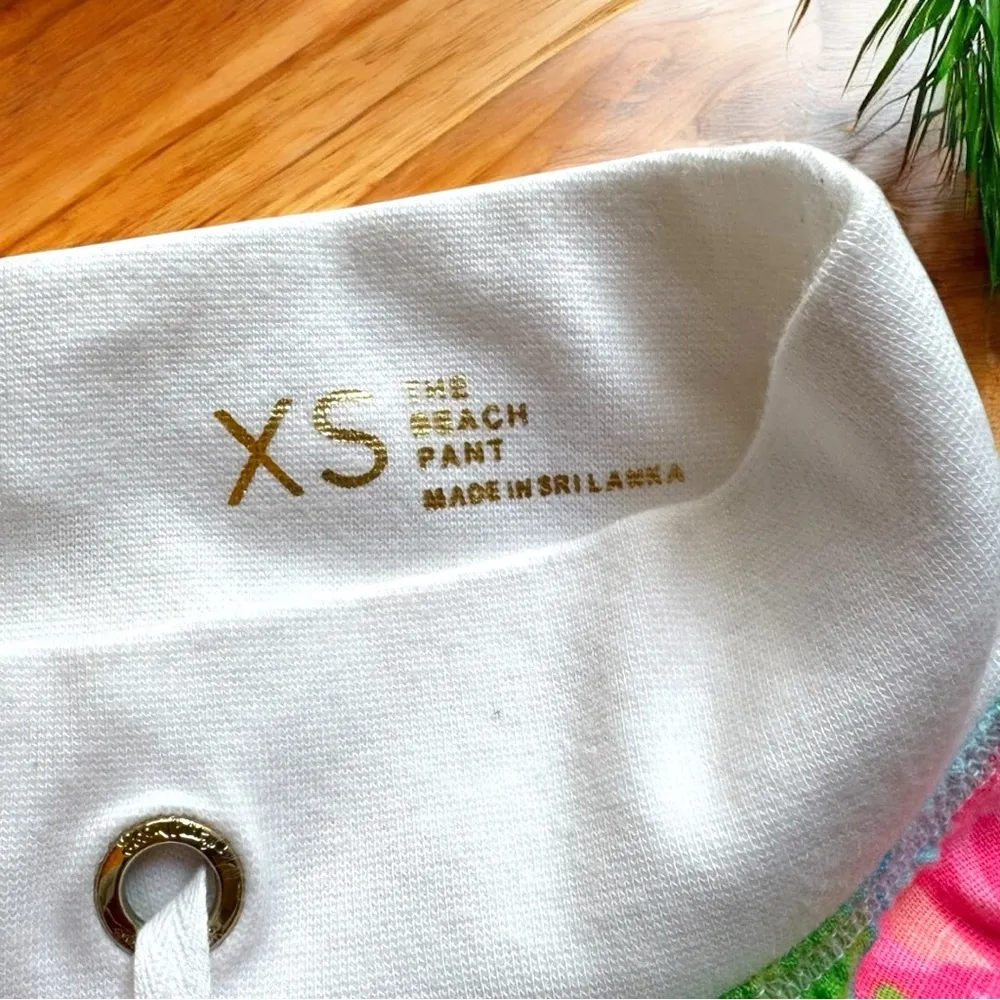 XS
THE
BEACH
PANT
MADE IN SRI LANKA